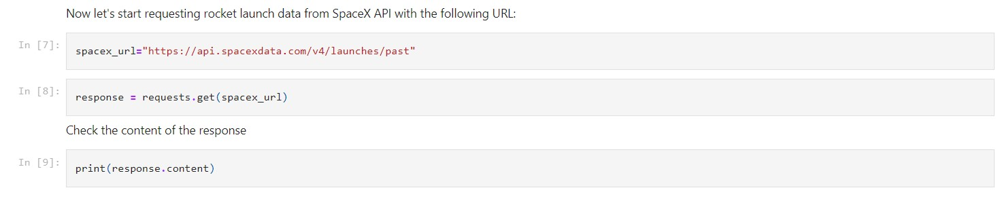 Now let's start requesting rocket launch data from SpaceX API with the following URL:
In [7]: spacex_url="https://api.spacexdata.com/v4/launches/past"
In [8]: response = requests.get(spacex_url)
Check the content of the response
In [9]: print(response.content)